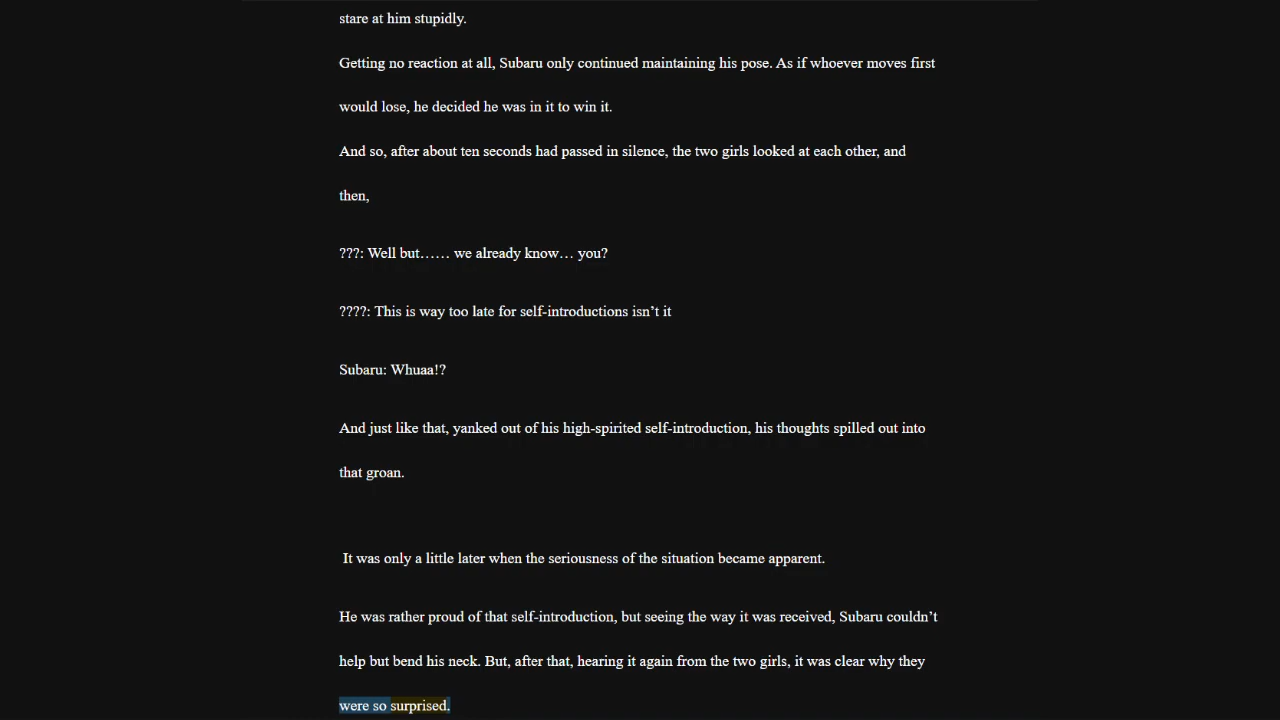 stare at him stupidly.
Getting no reaction at all, Subaru only continued maintaining his pose. As if whoever moves first
would lose, he decided he was in it to win it.
And so, after about ten seconds had passed in silence, the two girls looked at each other, and
then,
???: Well but…… we already know… you?
????: This is way too late for self-introductions isn’t it
Subaru: Whuaa!?
And just like that, yanked out of his high-spirited self-introduction, his thoughts spilled out into
that groan.
It was only a little later when the seriousness of the situation became apparent.
He was rather proud of that self-introduction, but seeing the way it was received, Subaru couldn’t
help but bend his neck. But, after that, hearing it again from the two girls, it was clear why they
were so surprised.